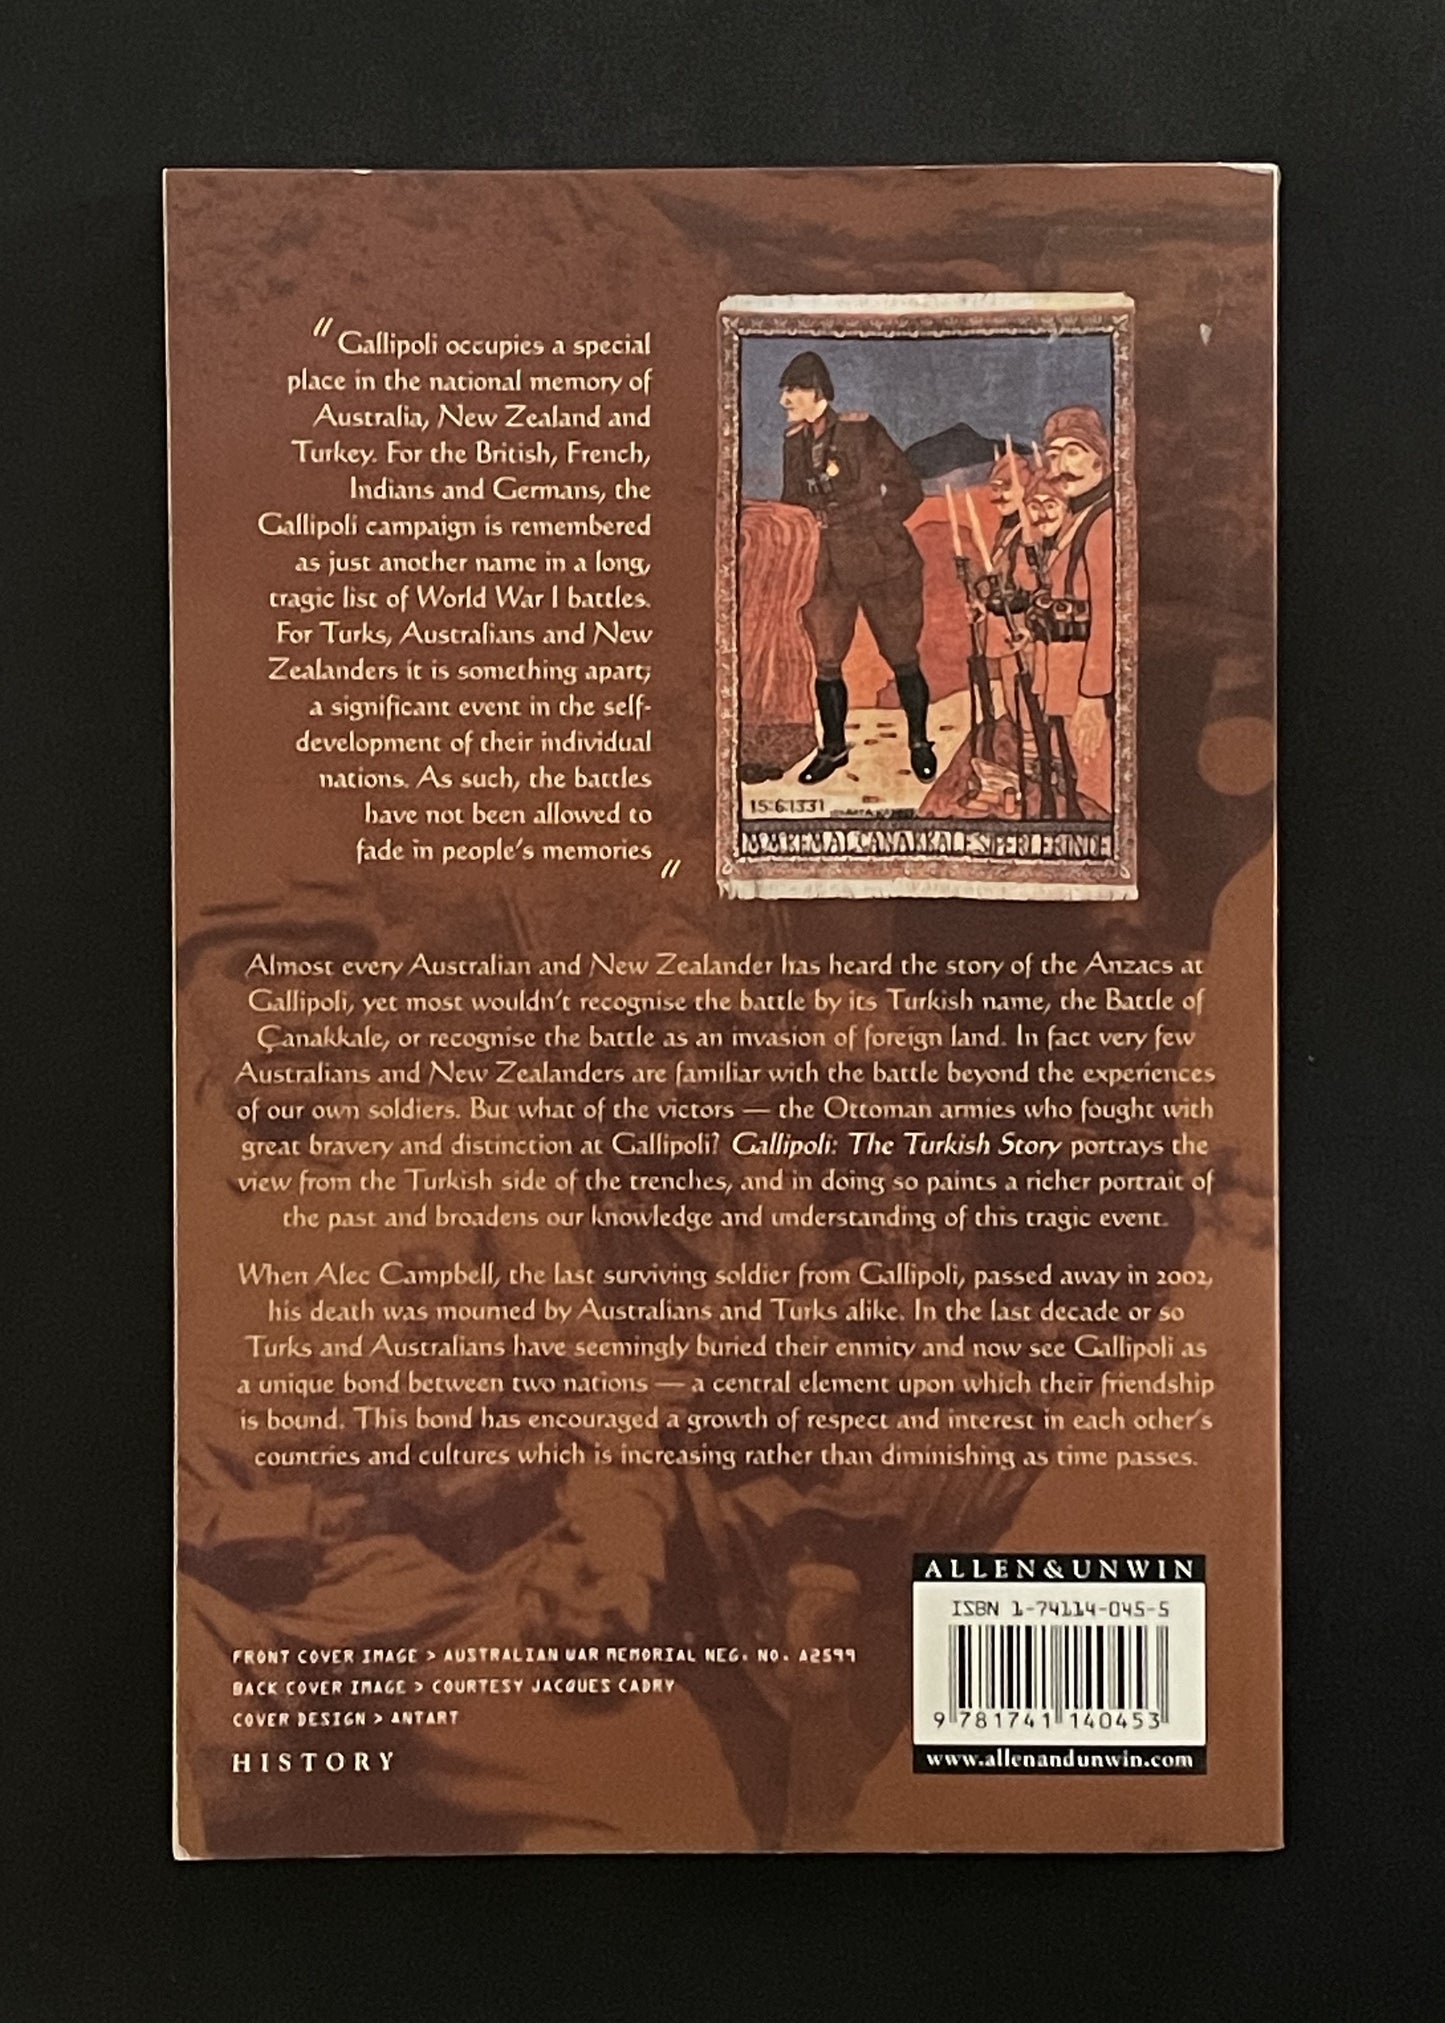 “Gallipoli occupies a special
place in the national memory of
Australia, New Zealand and
Turkey. For the British, French,
Indians and Germans, the
Gallipoli campaign is remembered
as just another name in a long,
tragic list of World War I battles.
For Turks, Australians and New
Zealanders it is something apart;
a significant event in the self-
development of their individual
nations. As such, the battles
have not been allowed to
fade in people's memories”
15·6·1331
M.M.KEMAL ÇANAKKALE SİPERLERİNDE
Almost every Australian and New Zealander has heard the story of the Anzacs at
Gallipoli, yet most wouldn't recognise the battle by its Turkish name, the Battle of
Çanakkale, or recognise the battle as an invasion of foreign land. In fact very few
Australians and New Zealanders are familiar with the battle beyond the experiences
of our own soldiers. But what of the victors — the Ottoman armies who fought with
great bravery and distinction at Gallipoli? Gallipoli: The Turkish Story portrays the
view from the Turkish side of the trenches, and in doing so paints a richer portrait of
the past and broadens our knowledge and understanding of this tragic event.
When Alec Campbell, the last surviving soldier from Gallipoli, passed away in 2002,
his death was mourned by Australians and Turks alike. In the last decade or so
Turks and Australians have seemingly buried their enmity and now see Gallipoli as
a unique bond between two nations — a central element upon which their friendship
is bound. This bond has encouraged a growth of respect and interest in each other's
countries and cultures which is increasing rather than diminishing as time passes.
FRONT COVER IMAGE > AUSTRALIAN WAR MEMORIAL NEG. NO. A2599
BACK COVER IMAGE > COURTESY JACQUES CADRY
COVER DESIGN > ANTART
HISTORY
ALLEN&UNWIN
ISBN 1-74114-045-5
9 781741 140453
www.allenandunwin.com